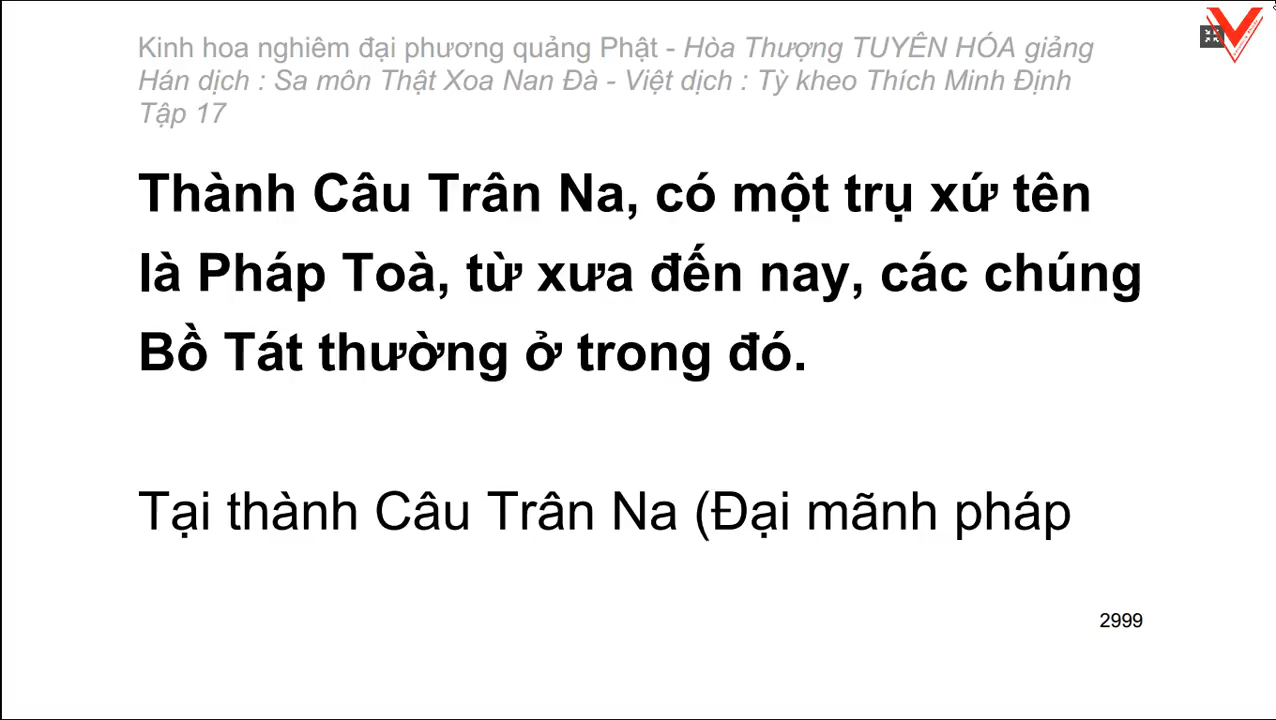 Kinh hoa nghiêm đại phương quảng Phật - Hòa Thượng TUYÊN HÓA giảng
Hán dịch : Sa môn Thật Xoa Nan Đà - Việt dịch : Tỳ kheo Thích Minh Định
Tập 17
Thành Câu Trân Na, có một trụ xứ tên
là Pháp Toà, từ xưa đến nay, các chúng
Bồ Tát thường ở trong đó.
Tại thành Câu Trân Na (Đại mãnh pháp
2999